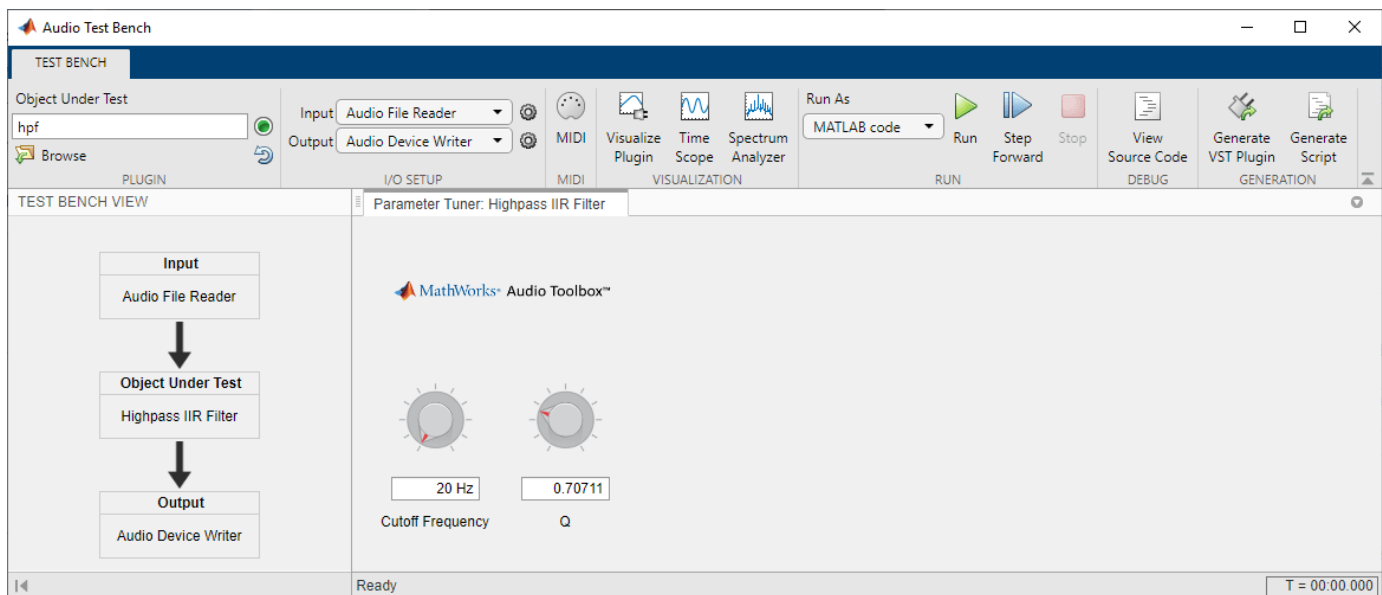 Audio Test Bench
TEST BENCH
Object Under Test
hpf
Browse
PLUGIN
Input Audio File Reader
Output Audio Device Writer
I/O SETUP
MIDI
MIDI
Visualize Plugin
Time Scope
Spectrum Analyzer
VISUALIZATION
Run As
MATLAB code
Run
Step Forward
Stop
RUN
View Source Code
DEBUG
Generate VST Plugin
Generate Script
GENERATION
TEST BENCH VIEW
Input
Audio File Reader
Object Under Test
Highpass IIR Filter
Output
Audio Device Writer
Parameter Tuner: Highpass IIR Filter
MathWorks® Audio Toolbox™
20 Hz
0.70711
Cutoff Frequency
Q
Ready
T = 00:00.000